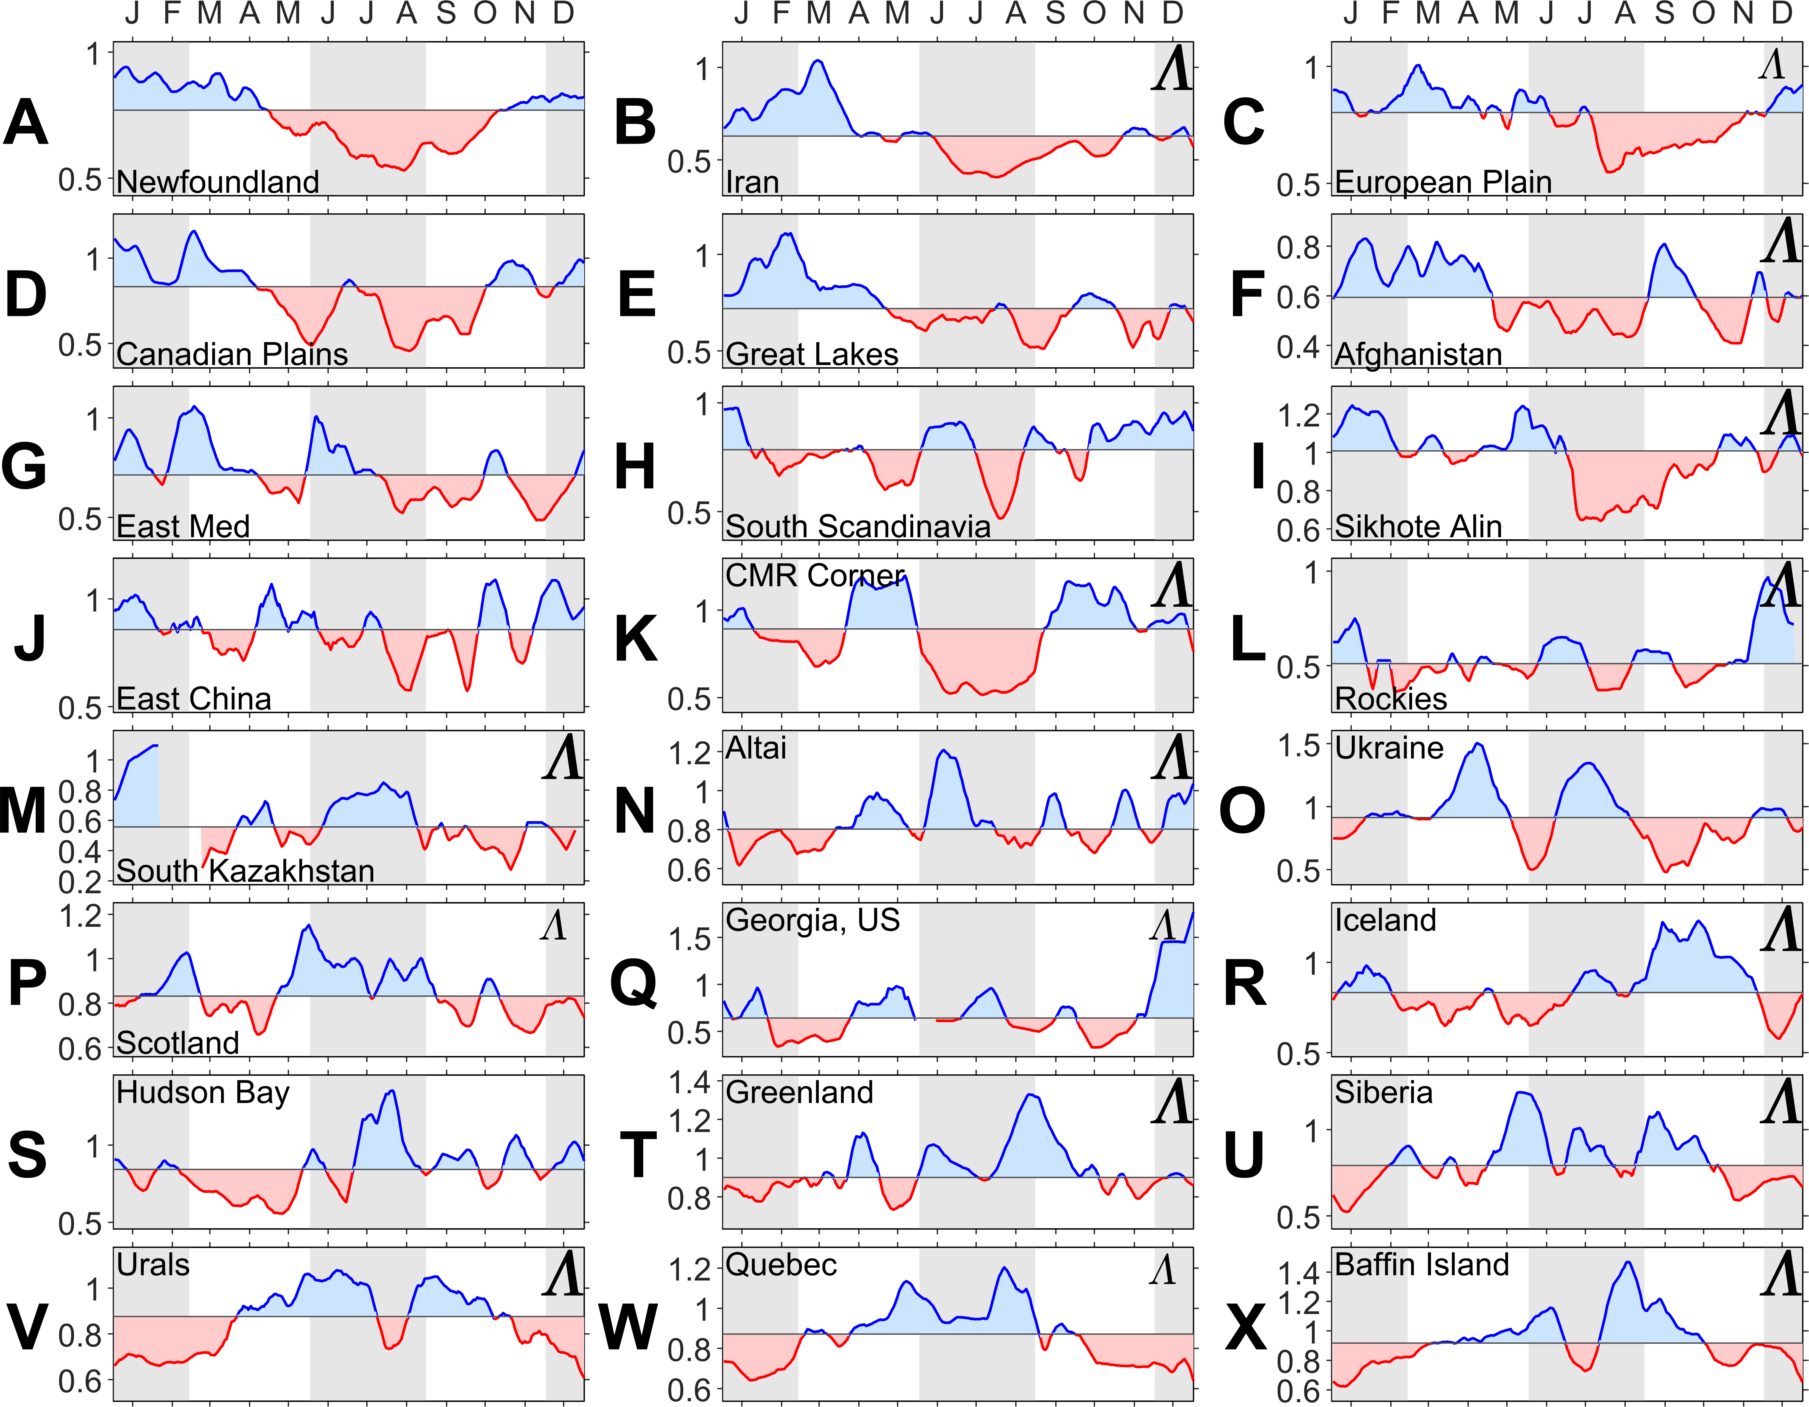 J F M A M J J A S O N D
J F M A M J J A S O N D
J F M A M J J A S O N D
A
1
0.5
Newfoundland
B
1
0.5
Iran
Λ
C
1
0.5
European Plain
Λ
D
1
0.5
Canadian Plains
E
1
0.5
Great Lakes
F
0.8
0.6
0.4
Afghanistan
Λ
G
1
0.5
East Med
H
1
0.5
South Scandinavia
I
1.2
1
0.8
0.6
Sikhote Alin
Λ
J
1
0.5
East China
K
1
0.5
CMR Corner
Λ
L
1
0.5
Rockies
Λ
M
1
0.8
0.6
0.4
0.2
South Kazakhstan
Λ
N
1.2
1
0.8
0.6
Altai
Λ
O
1.5
1
0.5
Ukraine
P
1.2
1
0.8
0.6
Scotland
Λ
Q
1.5
1
0.5
Georgia, US
Λ
R
1
0.5
Iceland
Λ
S
1
0.5
Hudson Bay
T
1.4
1.2
1
0.8
Greenland
Λ
U
1
0.5
Siberia
Λ
V
1
0.8
0.6
Urals
Λ
W
1.2
1
0.8
0.6
Quebec
Λ
X
1.4
1.2
1
0.8
0.6
Baffin Island
Λ